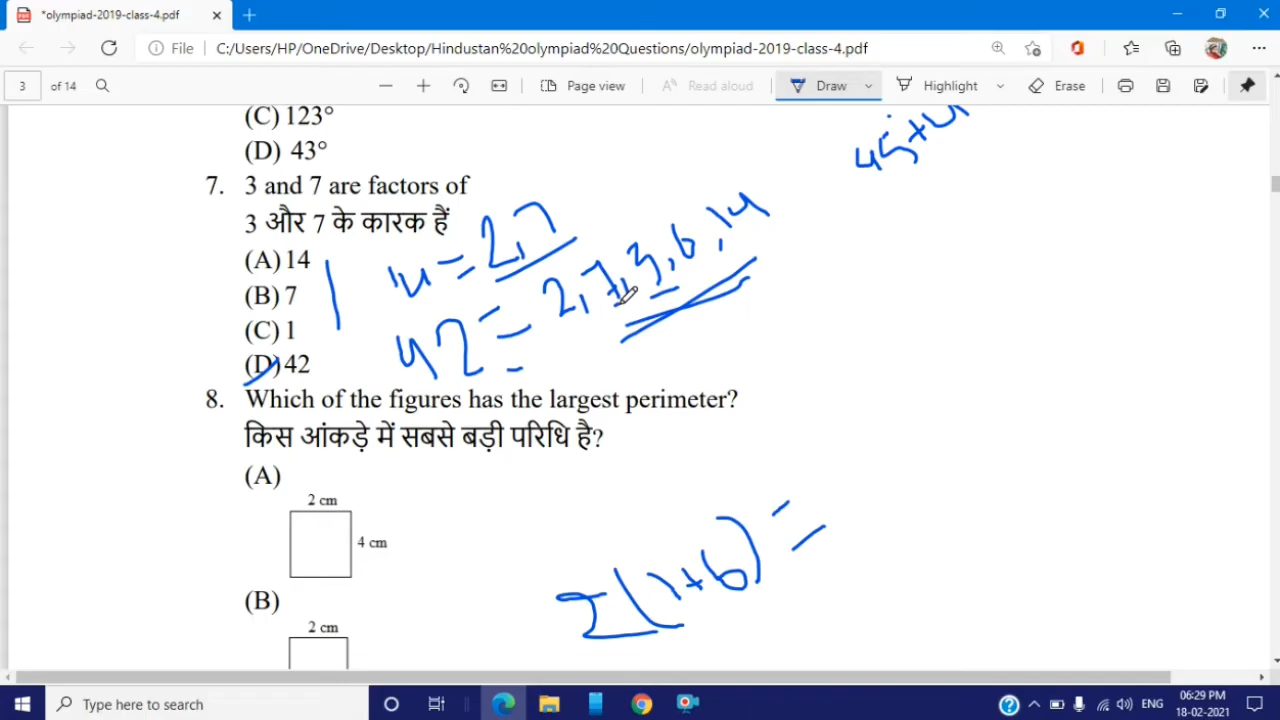 *olympiad-2019-class-4.pdf
File C:/Users/HP/OneDrive/Desktop/Hindustan%20olympiad%20Questions/olympiad-2019-class-4.pdf
3 of 14 Page view Read aloud Draw Highlight Erase
(C) 123°
(D) 43°
45+4
7. 3 and 7 are factors of
3 और 7 के कारक हैं
(A) 14
14 = 2,7
(B) 7
(C) 1
42 = 2,7,3,6,14
(D) 42
8. Which of the figures has the largest perimeter?
किस आंकड़े में सबसे बड़ी परिधि है?
(A)
2 cm
4 cm
2(l+b) =
(B)
2 cm
Type here to search
ENG
06:29 PM
18-02-2021